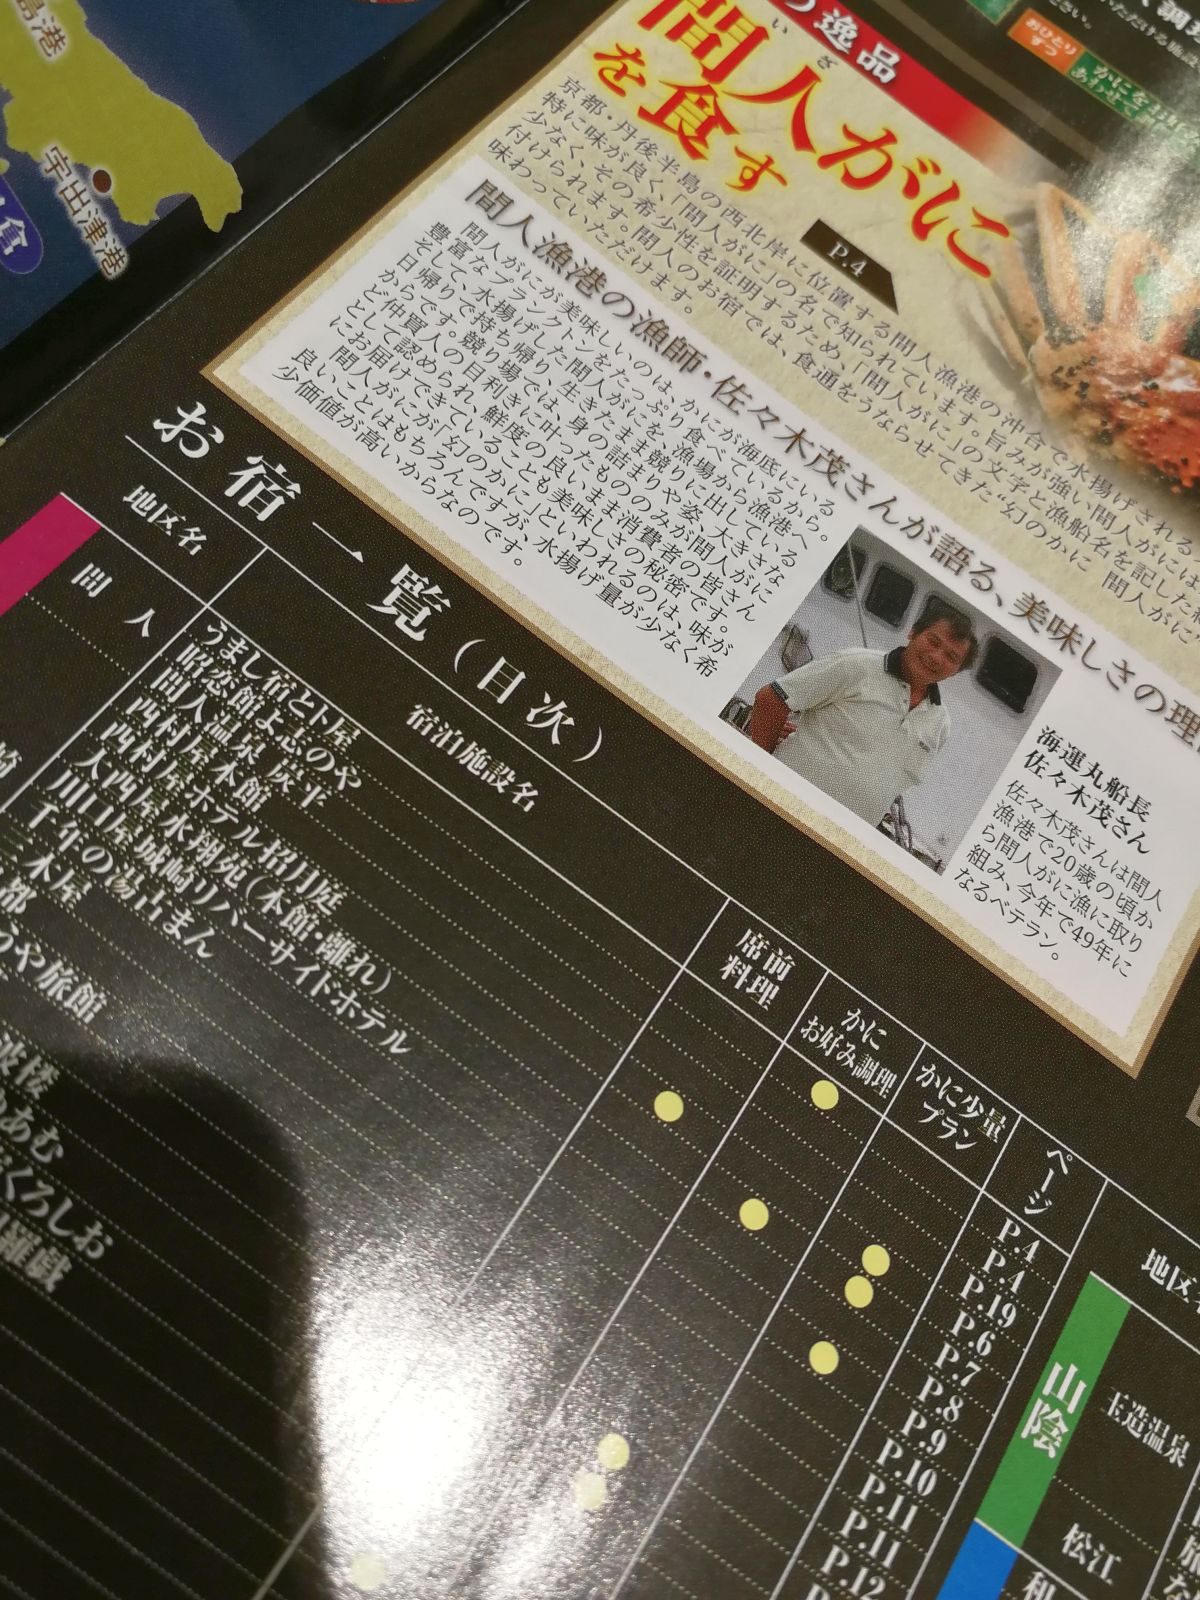 島港
宇出津港
逸品
間人がに
を食す
P.4
おひとり
ずつ
京都・丹後半島の西北岸に位置する間人漁港の沖合で水揚げされる
特に味が良く、「間人がに」の名で知られています。旨みが強い間人がには
少なく、その希少性を証明するため、「間人がに」の文字と漁船名を記した
付けられます。間人のお宿では、食通をうならせてきた“幻のかに 間人がに
味わっていただけます。
間人漁港の漁師・佐々木茂さんが語る、美味しさの理
間人がにが美味しいのは、かにが海底にいる
豊富なプランクトンをたっぷり食べているから。
そして、水揚げした間人がにを、漁場から漁港へ
日帰りで持ち帰り、生きたまま競りに出している
からです。競り場では、身の詰まりや姿、大きさな
ど仲買人の目利きに叶ったもののみが間人がに
として認められ、鮮度の良いまま消費者の皆さん
にお届けできていることも美味しさの秘密です。
間人がにが「幻のかに」といわれるのは、味が
良いことはもちろんですが、水揚げ量が少なく希
少価値が高いからなのです。
海運丸船長
佐々木茂さん
佐々木茂さんは間人
漁港で20歳の頃か
ら間人がに漁に取り
組み、今年で49年に
なるベテラン。
お宿一覧(目次)
地区名
宿泊施設名
席前
料理
かに
お好み調理
かに少量
プラン
ページ
間人
うまし宿とト屋
昭恋館よ志のや
間人温泉 炭平
西村屋本館
西村屋ホテル招月庭
大西屋水翔苑(本館・離れ)
川口屋城崎リバーサイドホテル
千年の湯古まん
三木屋
P.4
P.4
P.19
P.6
P.7
P.8
P.9
P.10
P.11
P.11
P.12
山陰
玉造温泉
松江